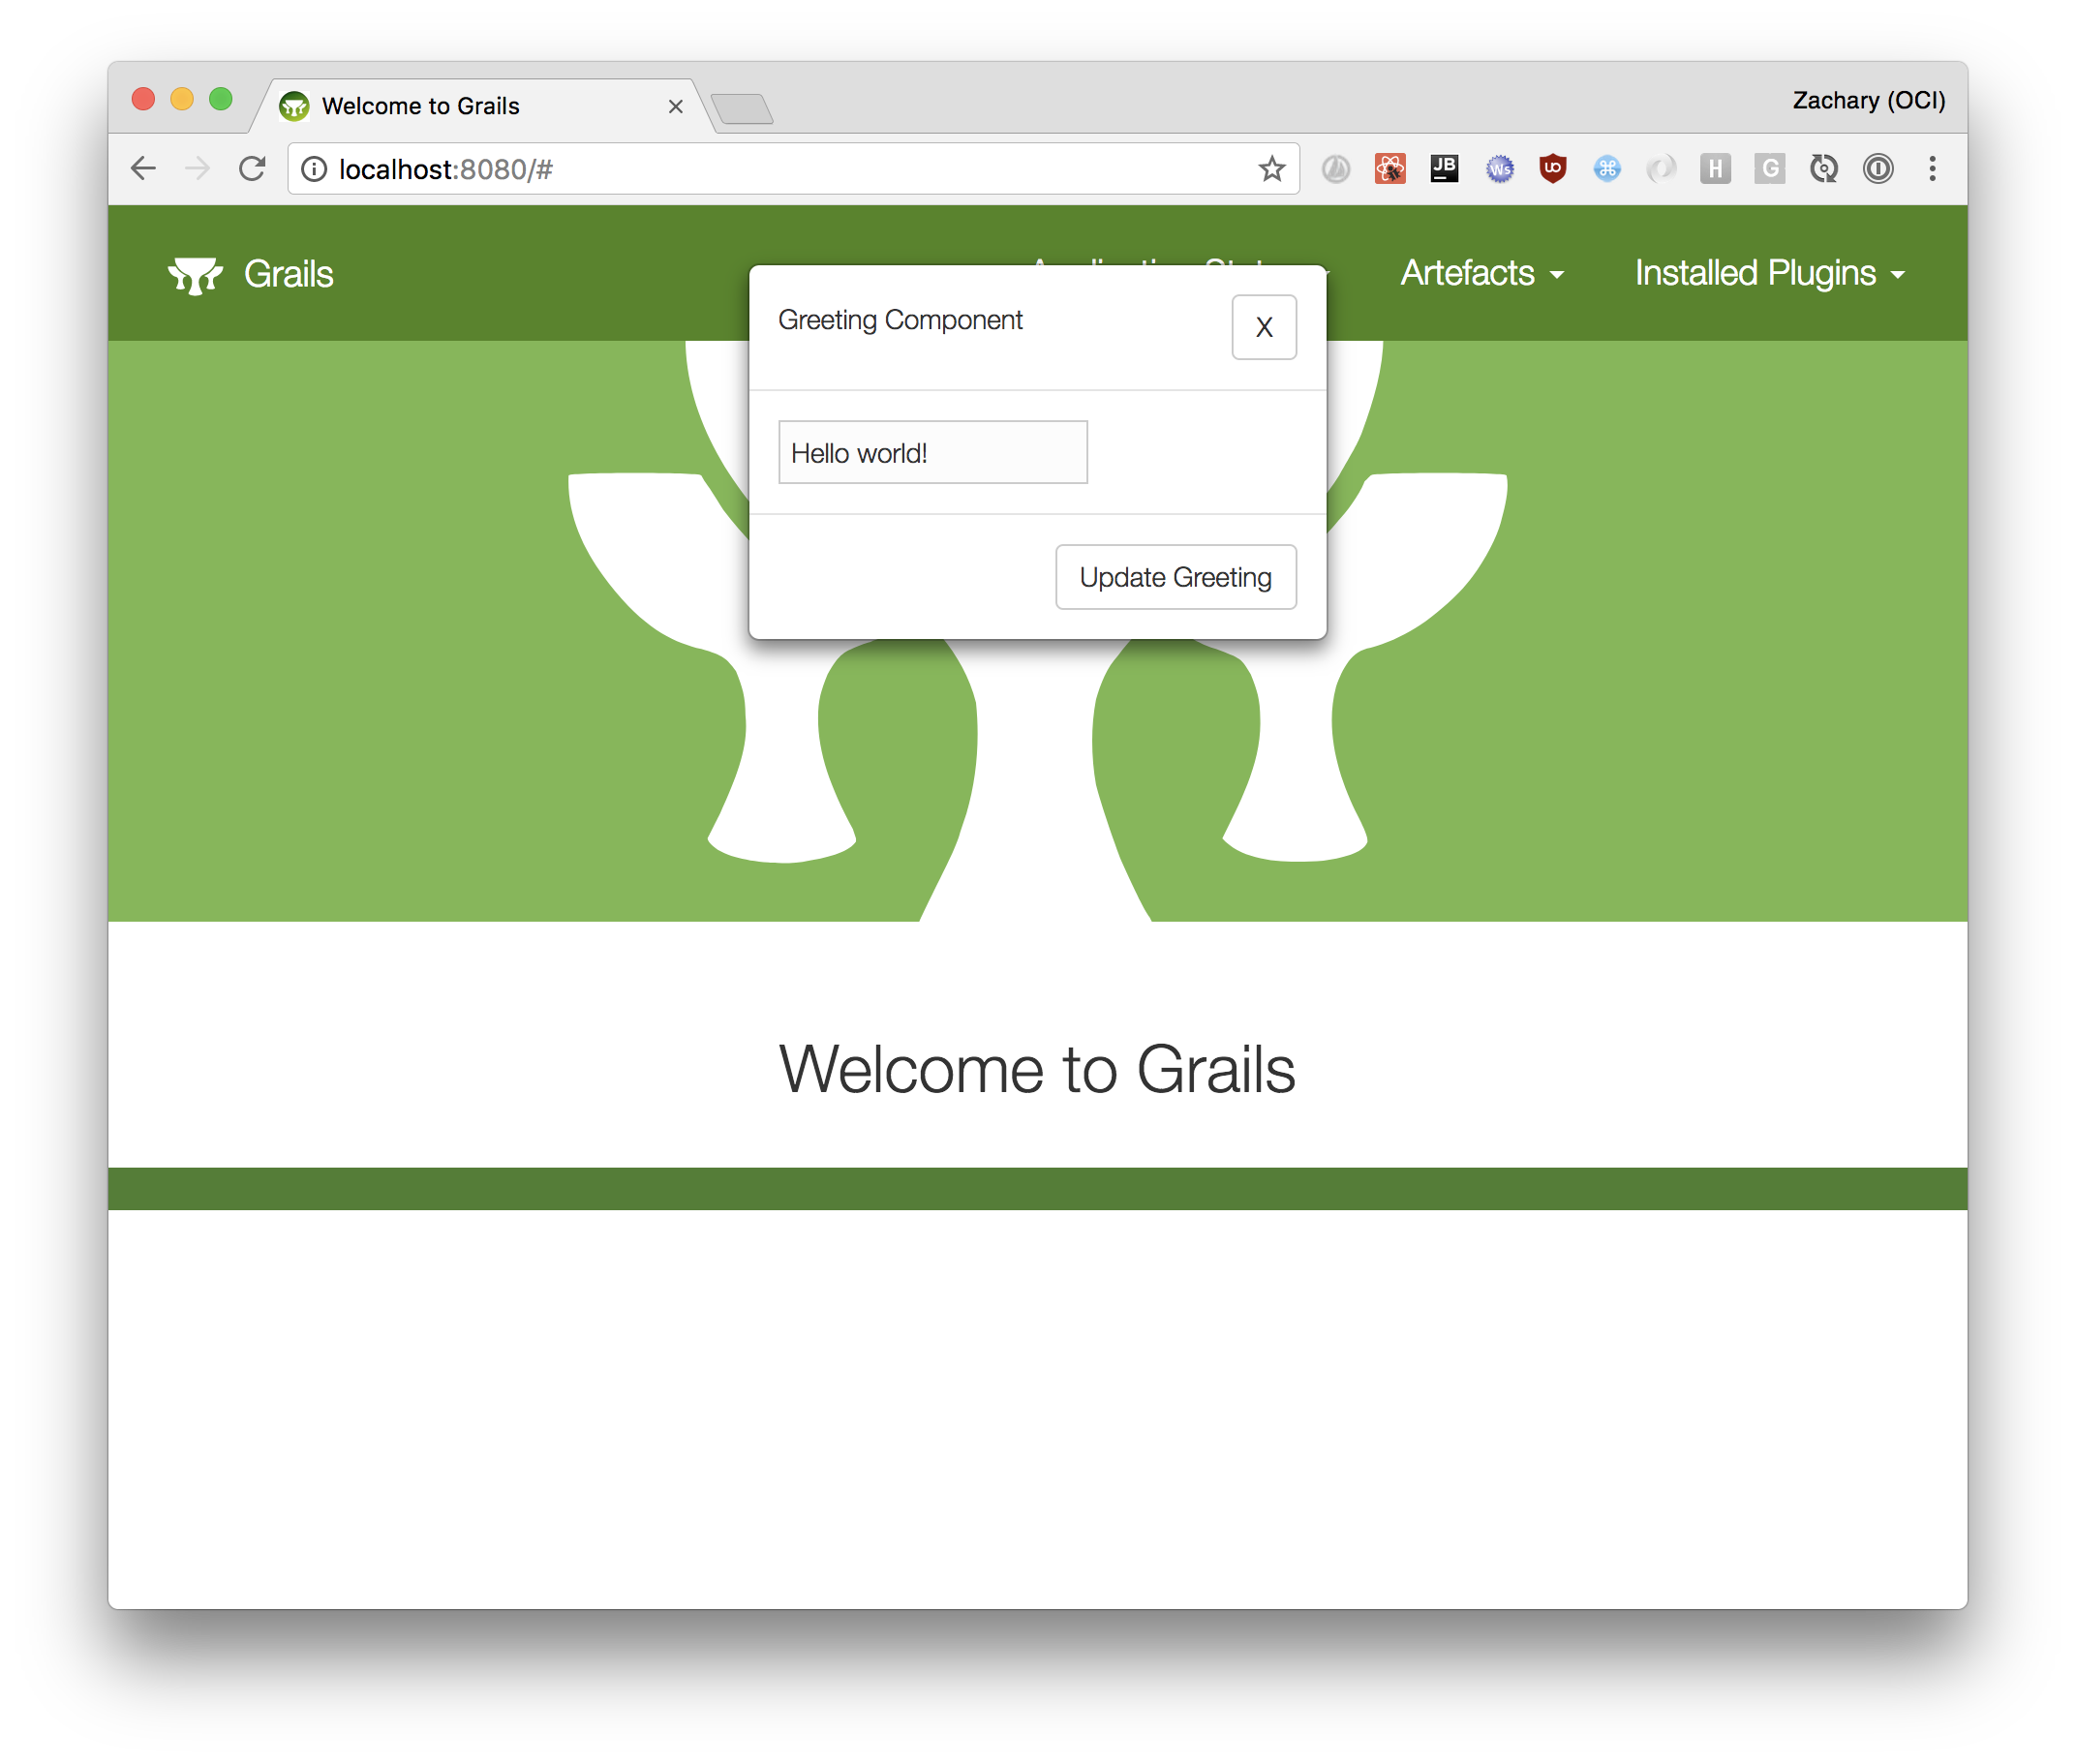 Welcome to Grails
Zachary (OCI)
localhost:8080/#
JB
Ws
H
G
Grails
Artefacts
Installed Plugins
Greeting Component
X
Hello world!
Update Greeting
Welcome to Grails